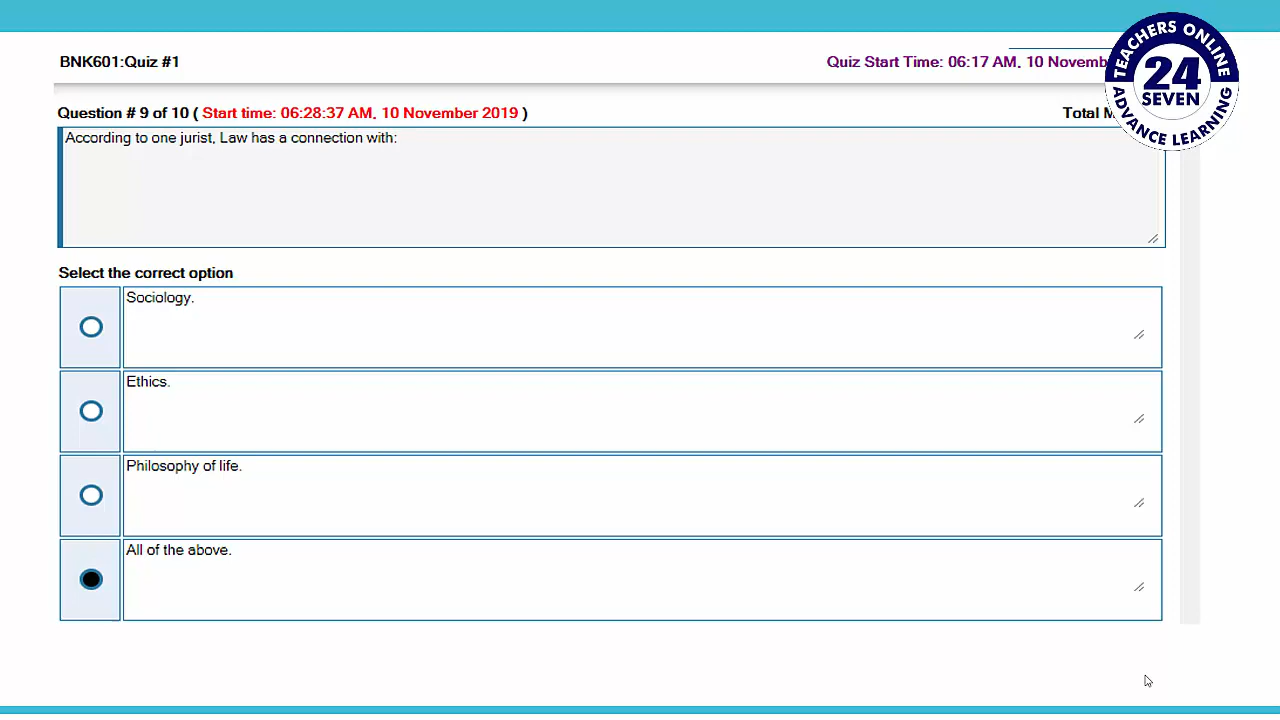 BNK601:Quiz #1
Quiz Start Time: 06:17 AM, 10
TEACHERS ONLINE
24
SEVEN
ADVANCE LEARNING
Question # 9 of 10 ( Start time: 06:28:37 AM, 10 November 2019 )
Total
According to one jurist, Law has a connection with:
Select the correct option
Sociology.
Ethics.
Philosophy of life.
All of the above.